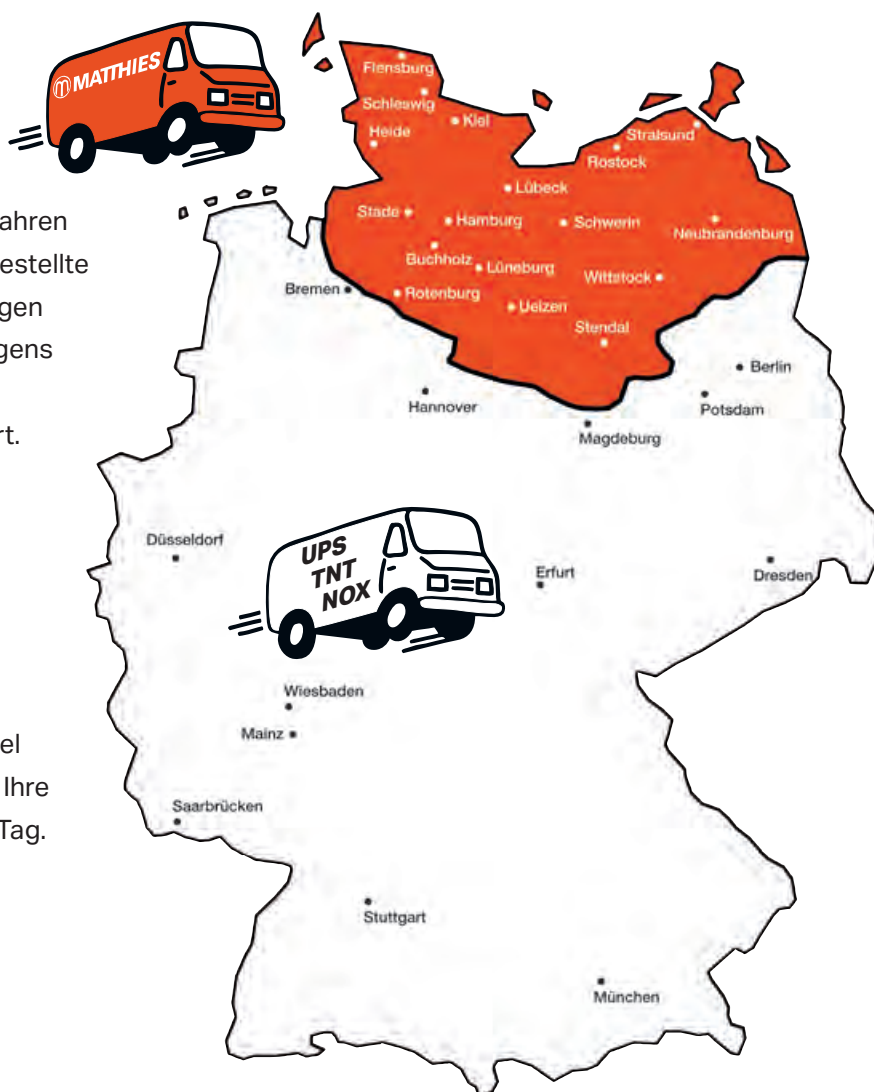 MATTHIES
Flensburg
Schleswig
Kiel
Heide
Stralsund
Rostock
Lübeck
ahren
Stade
Hamburg
Schwerin
Neubrandenburg
estellte
Buchholz
Lüneburg
Wittstock
gen
Bremen
Rotenburg
Uelzen
gens
Stendal
Berlin
Hannover
Potsdam
rt.
Magdeburg
Düsseldorf
UPS
TNT
NOX
Erfurt
Dresden
Wiesbaden
Mainz
el
Ihre
Saarbrücken
Tag.
Stuttgart
München